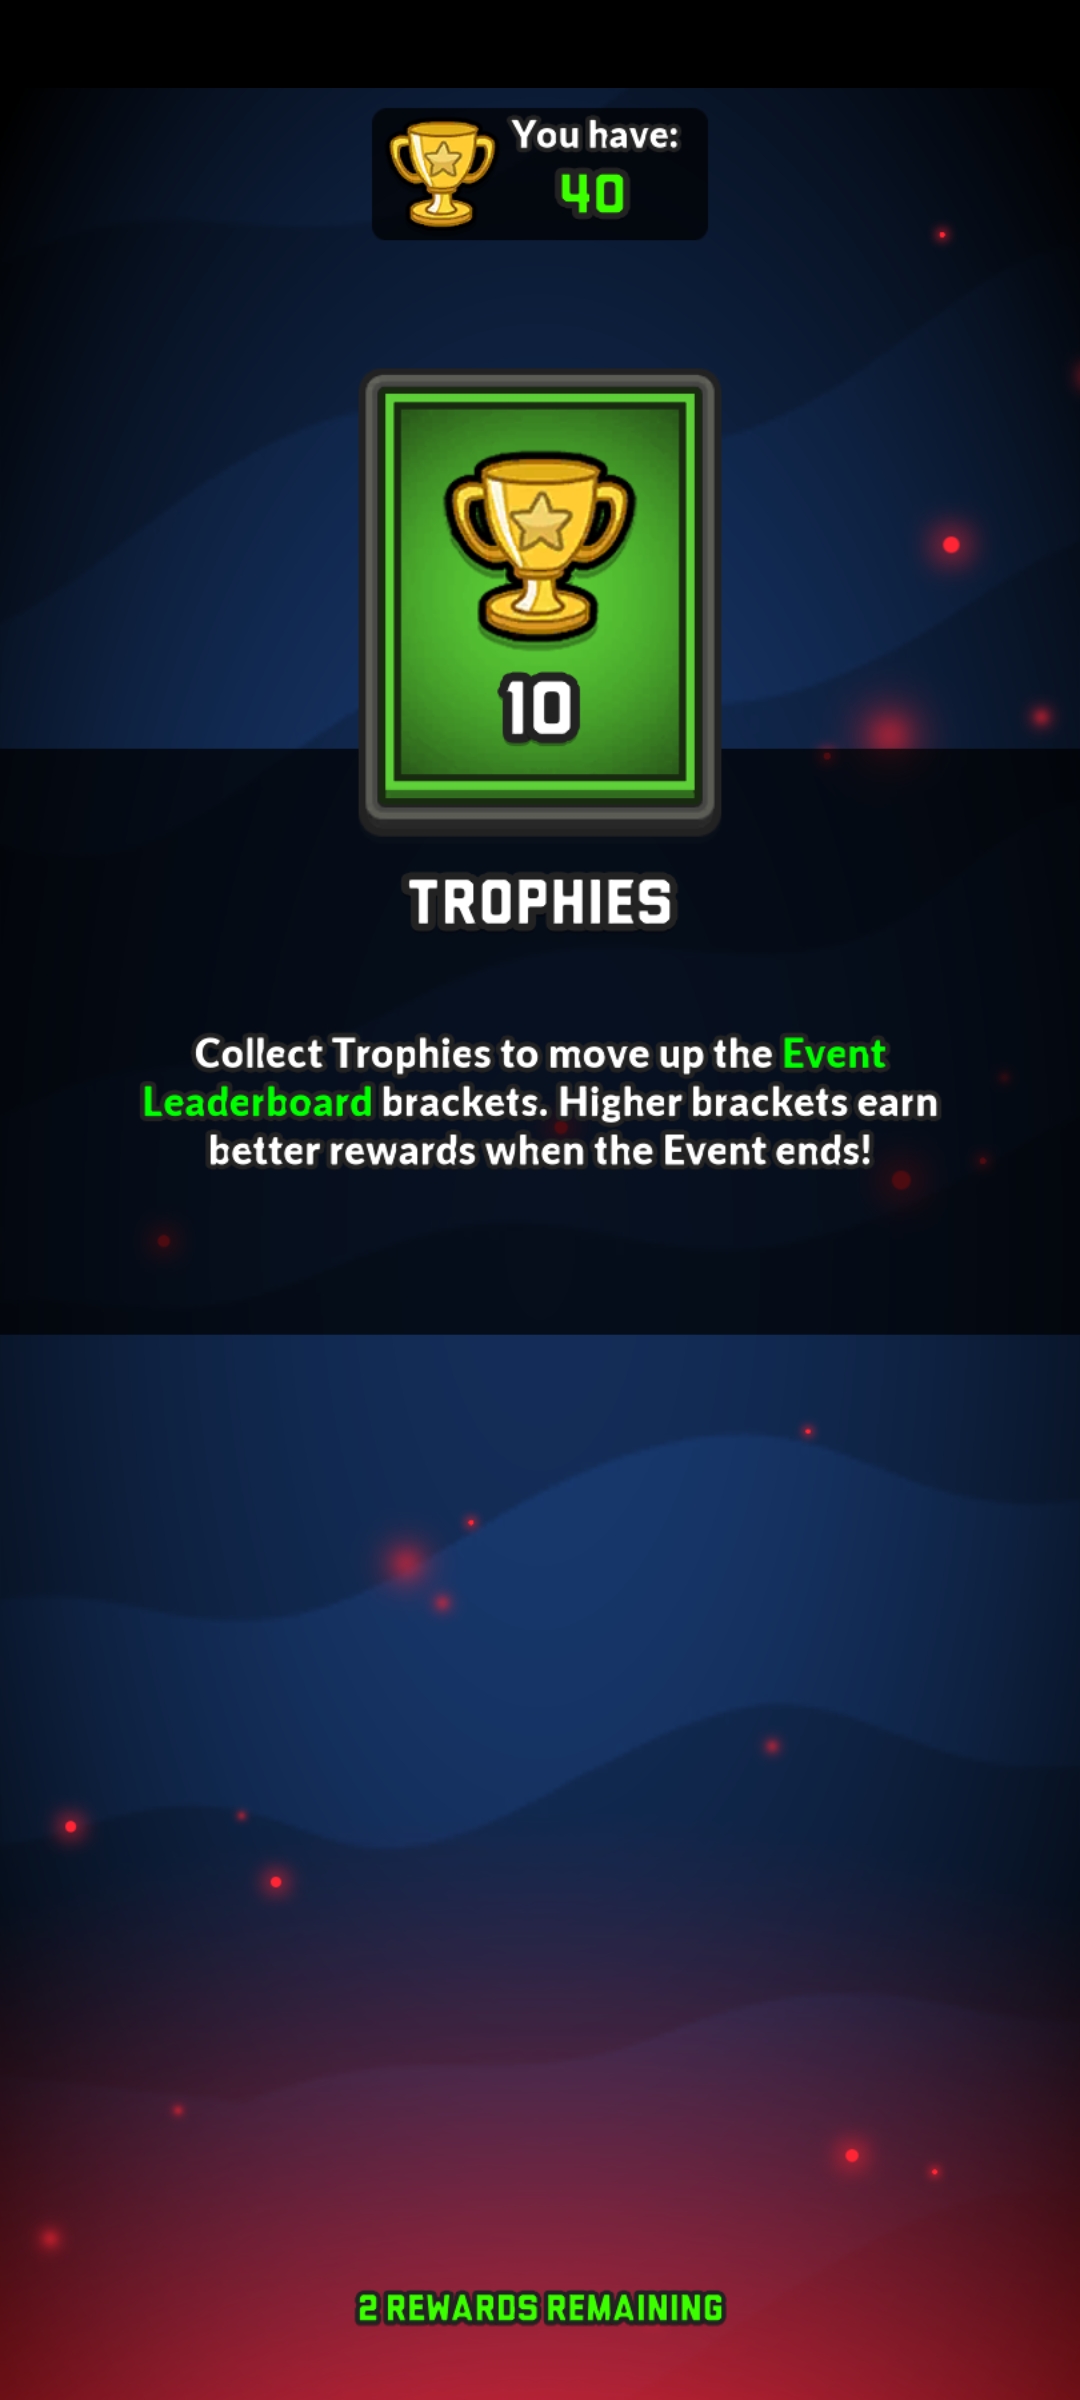 You have:
40
10
TROPHIES
Collect Trophies to move up the Event
Leaderboard brackets. Higher brackets earn
better rewards when the Event ends!
2 REWARDS REMAINING